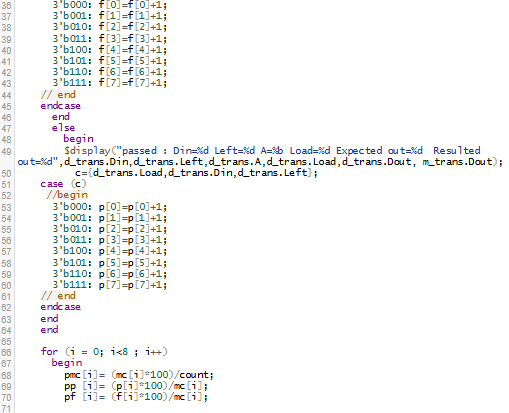 36 3'b000: f[0]=f[0]+1;
37 3'b001: f[1]=f[1]+1;
38 3'b010: f[2]=f[2]+1;
39 3'b011: f[3]=f[3]+1;
40 3'b100: f[4]=f[4]+1;
41 3'b101: f[5]=f[5]+1;
42 3'b110: f[6]=f[6]+1;
43 3'b111: f[7]=f[7]+1;
44 // end
45 endcase
46 end
47 else
48 begin
49 $display("passed : Din=%d Left=%d A=%b Load=%d Expected out=%d Resulted
out=%d",d_trans.Din,d_trans.Left,d_trans.A,d_trans.Load,d_trans.Dout, m_trans.Dout);
50 c={d_trans.Load,d_trans.Din,d_trans.Left};
51 case (c)
52 //begin
53 3'b000: p[0]=p[0]+1;
54 3'b001: p[1]=p[1]+1;
55 3'b010: p[2]=p[2]+1;
56 3'b011: p[3]=p[3]+1;
57 3'b100: p[4]=p[4]+1;
58 3'b101: p[5]=p[5]+1;
59 3'b110: p[6]=p[6]+1;
60 3'b111: p[7]=p[7]+1;
61 // end
62 endcase
63 end
64 end
65
66 for (i = 0; i<8 ; i++)
67 begin
68 pmc[i]= (mc[i]*100)/count;
69 pp [i]= (p[i]*100)/mc[i];
70 pf [i]= (f[i]*100)/mc[i];
71